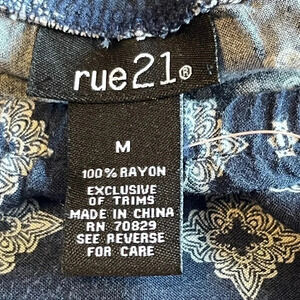 rue21®
M
100% RAYON
EXCLUSIVE
OF TRIMS
MADE IN CHINA
RN 70829
SEE REVERSE
FOR CARE